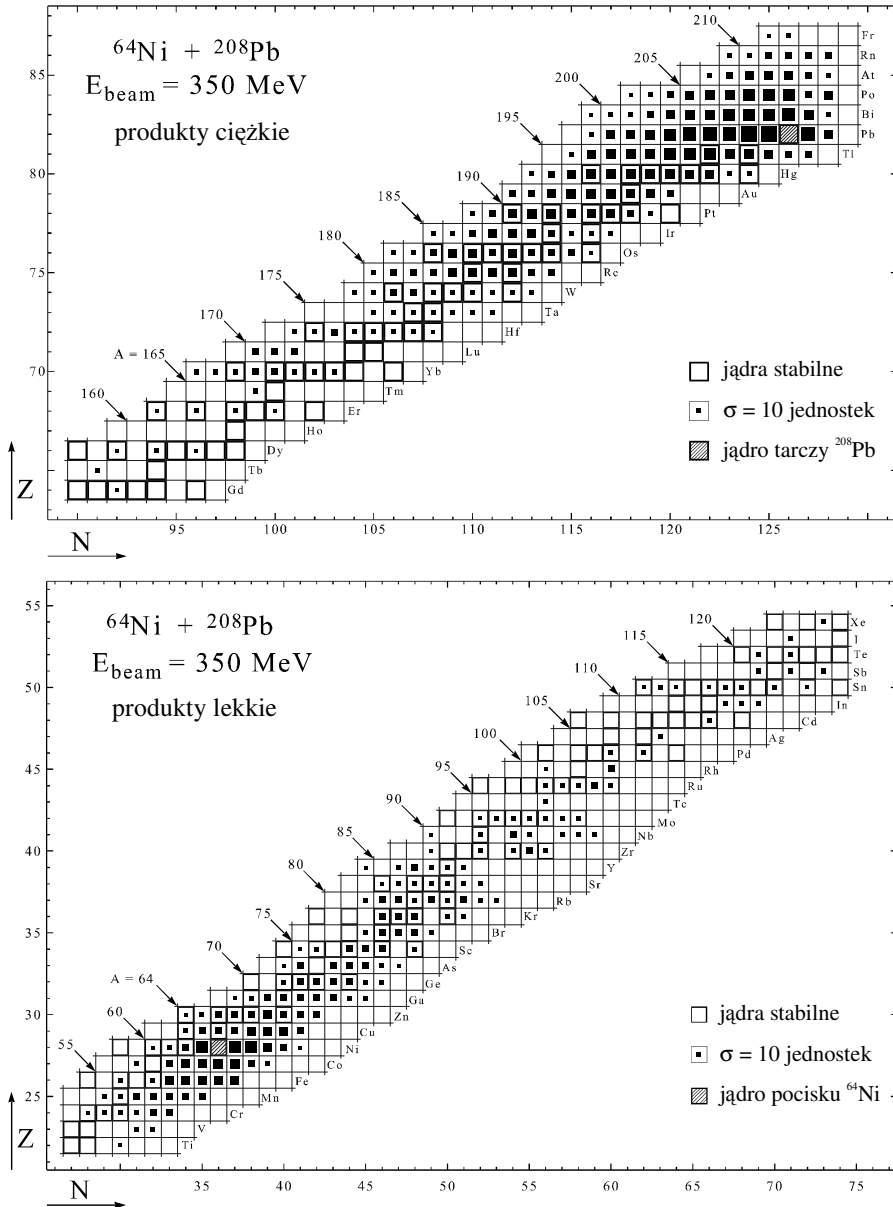 ⁶⁴Ni + ²⁰⁸Pb
E_beam = 350 MeV
produkty ciężkie
210
205
200
195
190
185
180
175
170
A = 165
160
Fr
Rn
At
Po
Bi
Pb
Tl
Hg
Au
Pt
Ir
Os
Re
W
Ta
Hf
Lu
Yb
Tm
Er
Ho
Dy
Tb
Gd
85
80
75
70
Z
jądra stabilne
σ = 10 jednostek
jądro tarczy ²⁰⁸Pb
95 100 105 110 115 120 125
N
⁶⁴Ni + ²⁰⁸Pb
E_beam = 350 MeV
produkty lekkie
120
115
110
105
100
95
90
85
80
75
70
A = 64
60
55
Xe
I
Te
Sb
Sn
In
Cd
Ag
Pd
Rh
Ru
Tc
Mo
Nb
Zr
Y
Sr
Rb
Kr
Br
Se
As
Ge
Ga
Zn
Cu
Ni
Co
Fe
Mn
Cr
V
Ti
55
50
45
40
35
30
25
Z
jądra stabilne
σ = 10 jednostek
jądro pocisku ⁶⁴Ni
35 40 45 50 55 60 65 70 75
N